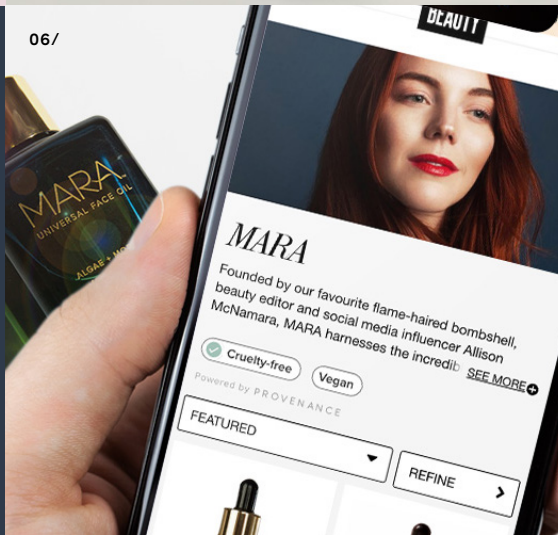 06/
BEAUTY
MARA
UNIVERSAL FACE OIL
MARA
Founded by our favourite flame-haired bombshell,
beauty editor and social media influencer Allison
McNamara, MARA harnesses the incredib SEE MORE
Cruelty-free
Vegan
Powered by PROVENANCE
FEATURED
REFINE